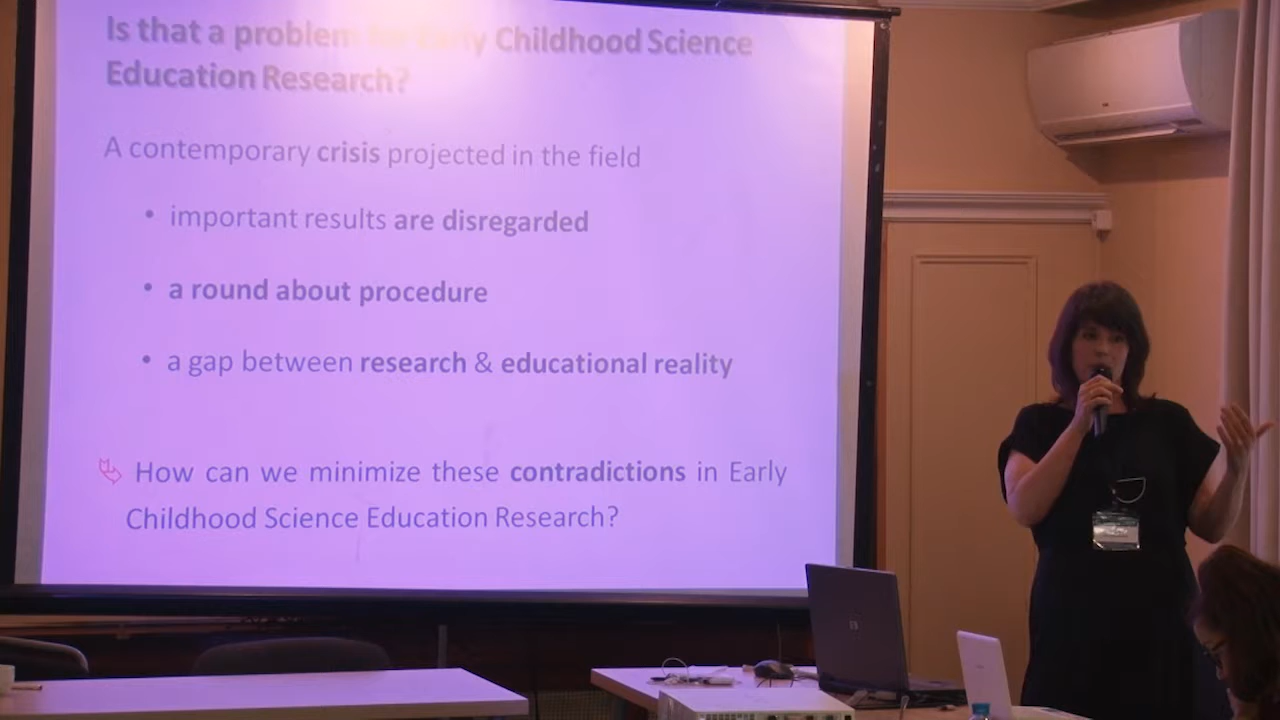 Is that a problem for Early Childhood Science
Education Research?
A contemporary crisis projected in the field
• important results are disregarded
• a round about procedure
• a gap between research & educational reality
How can we minimize these contradictions in Early
Childhood Science Education Research?